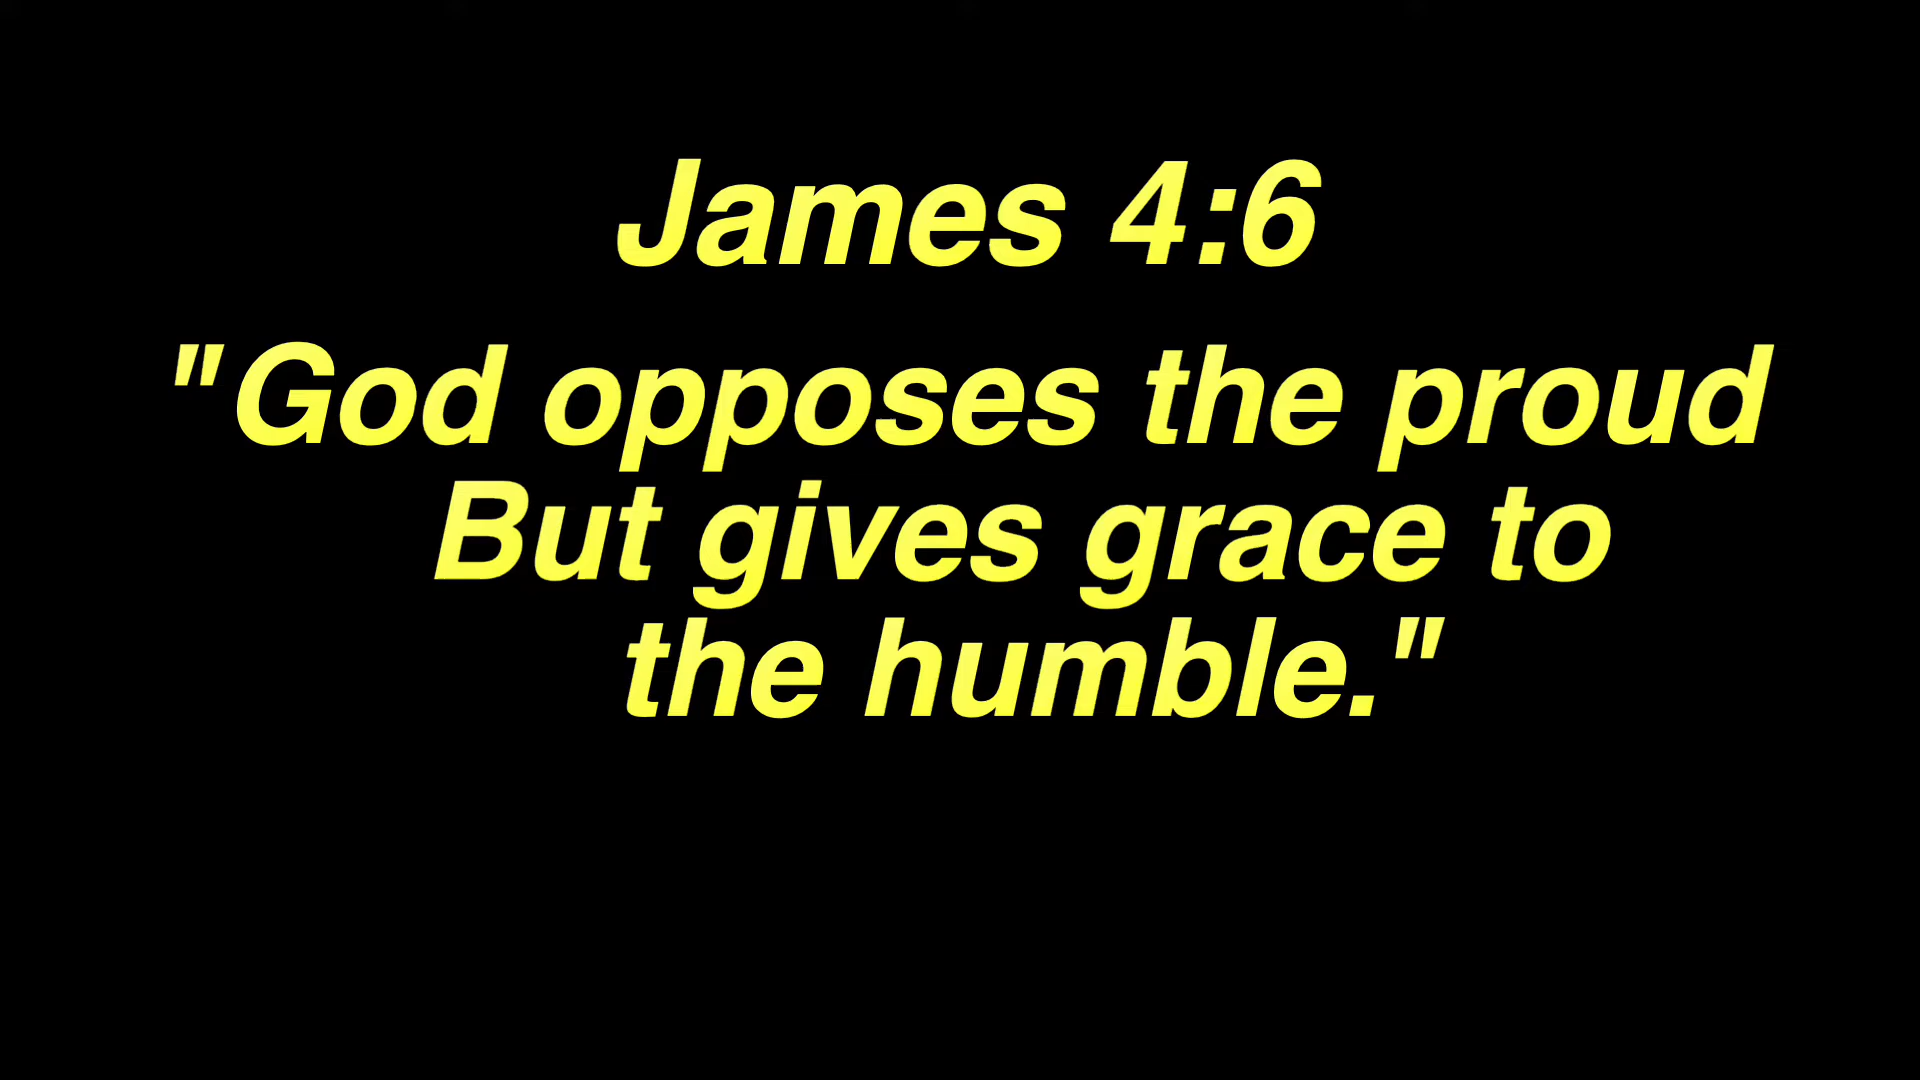 James 4:6
"God opposes the proud
But gives grace to
the humble."